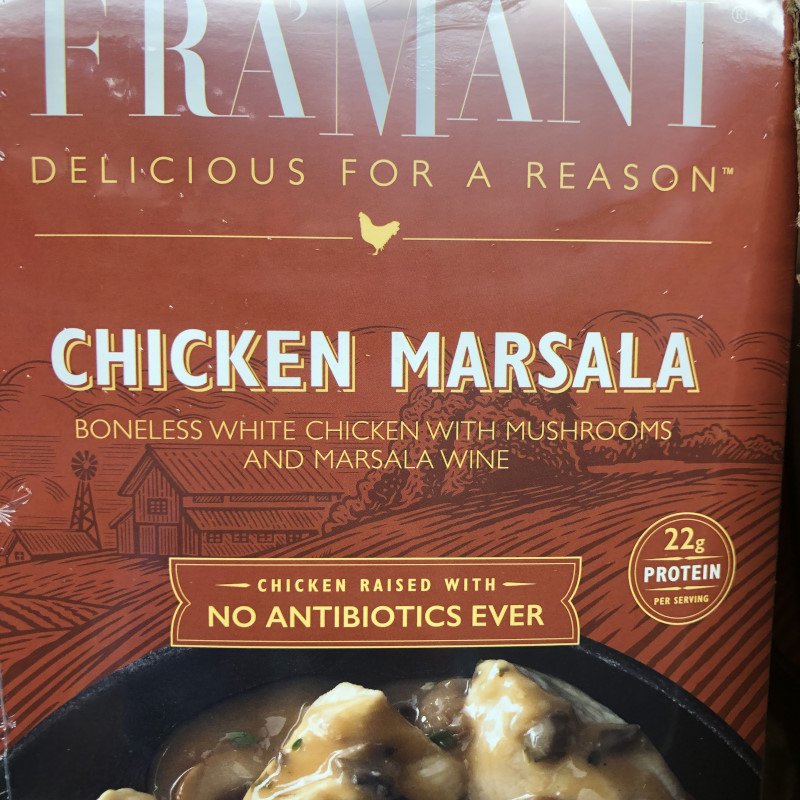 FRA'MANI ®
DELICIOUS FOR A REASON™
CHICKEN MARSALA
BONELESS WHITE CHICKEN WITH MUSHROOMS
AND MARSALA WINE
22g
PROTEIN
PER SERVING
CHICKEN RAISED WITH
NO ANTIBIOTICS EVER